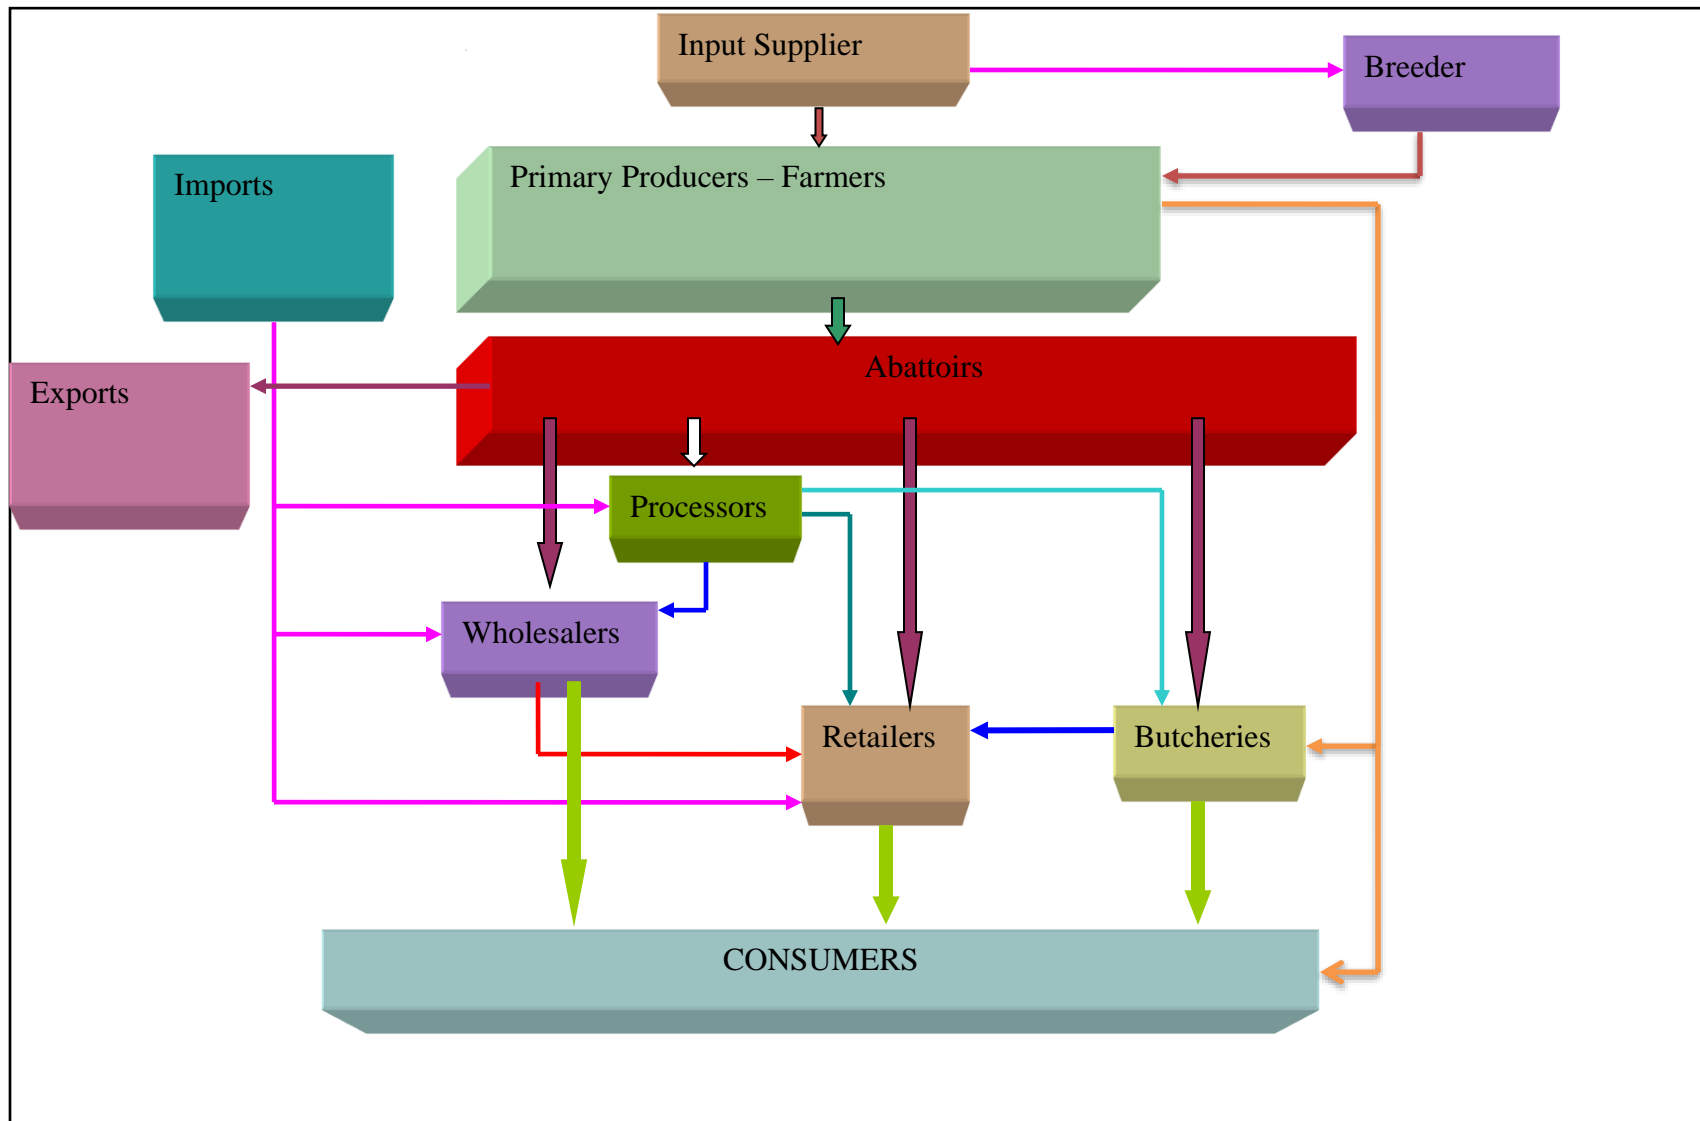 Input Supplier
Breeder
Primary Producers – Farmers
Imports
Abattoirs
Exports
Processors
Wholesalers
Retailers
Butcheries
CONSUMERS